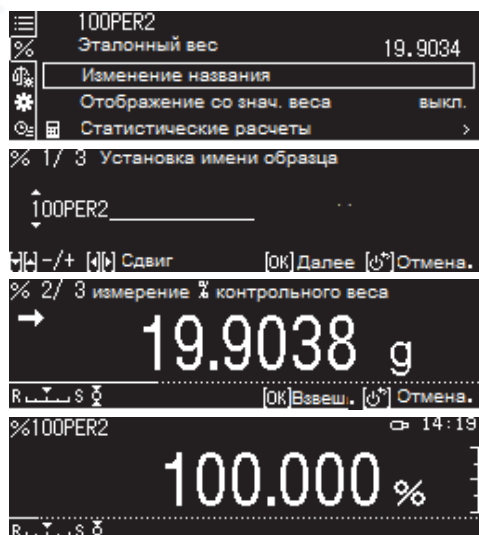 100PER2
Эталонный вес 19.9034
Изменение названия
Отображение со знач. веса выкл.
Статистические расчеты >
% 1/ 3 Установка имени образца
100PER2
-/+ Сдвиг [OK]Далее Отмена.
% 2/ 3 измерение % контрольного веса
19.9038 g
R S [OK]Взвеш. Отмена.
%100PER2 14:19
100.000 %
R S